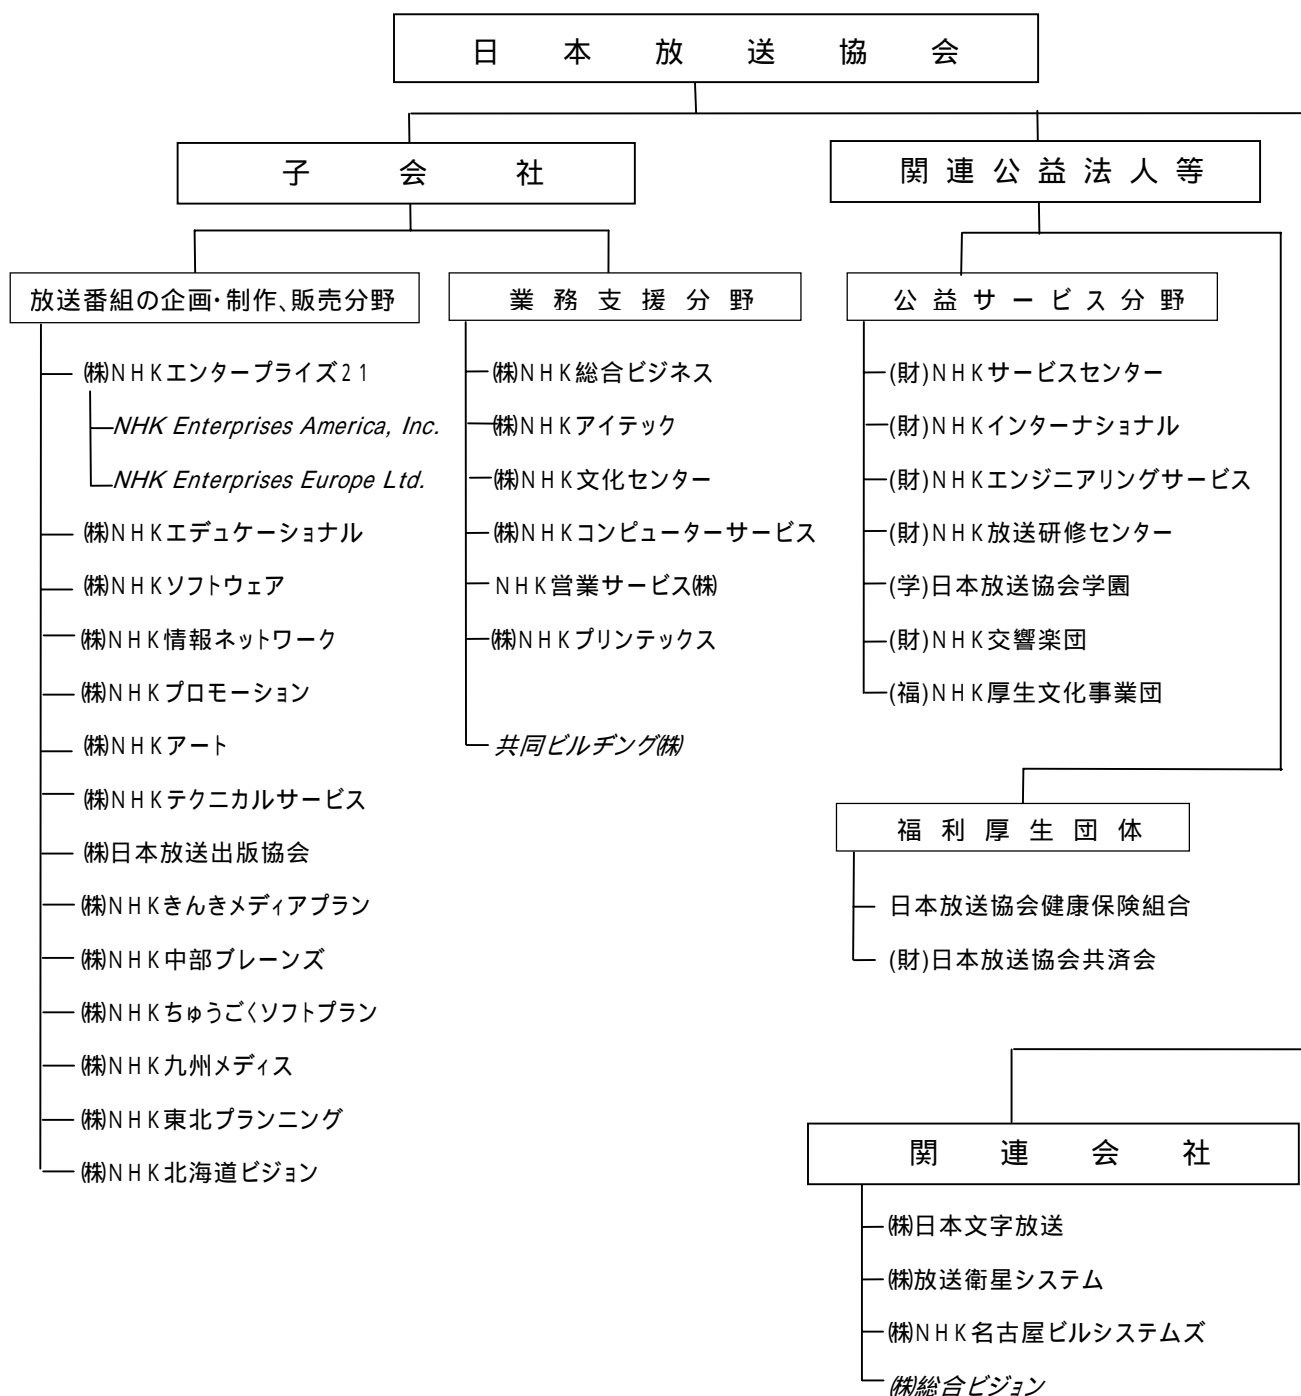 日本放送協会
子会社
関連公益法人等
放送番組の企画・制作、販売分野
㈱NHKエンタープライズ21
NHK Enterprises America, Inc.
NHK Enterprises Europe Ltd.
㈱NHKエデュケーショナル
㈱NHKソフトウェア
㈱NHK情報ネットワーク
㈱NHKプロモーション
㈱NHKアート
㈱NHKテクニカルサービス
㈱日本放送出版協会
㈱NHKきんきメディアプラン
㈱NHK中部ブレーンズ
㈱NHKちゅうごくソフトプラン
㈱NHK九州メディス
㈱NHK東北プランニング
㈱NHK北海道ビジョン
業務支援分野
㈱NHK総合ビジネス
㈱NHKアイテック
㈱NHK文化センター
㈱NHKコンピューターサービス
NHK営業サービス㈱
㈱NHKプリンテックス
共同ビルヂング㈱
公益サービス分野
(財)NHKサービスセンター
(財)NHKインターナショナル
(財)NHKエンジニアリングサービス
(財)NHK放送研修センター
(学)日本放送協会学園
(財)NHK交響楽団
(福)NHK厚生文化事業団
福利厚生団体
日本放送協会健康保険組合
(財)日本放送協会共済会
関連会社
㈱日本文字放送
㈱放送衛星システム
㈱NHK名古屋ビルシステムズ
㈱総合ビジョン